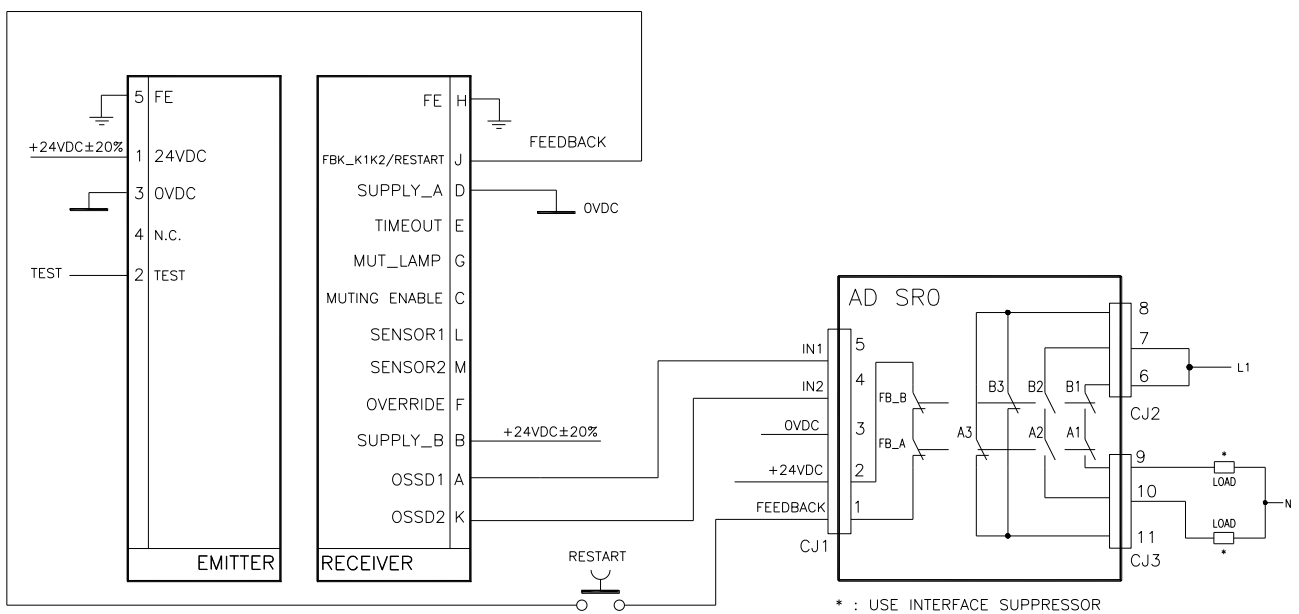 5 FE
+24VDC±20%
1 24VDC
3 0VDC
4 N.C.
TEST
2 TEST
EMITTER
FE H
FEEDBACK
FBK_K1K2/RESTART J
SUPPLY_A D
0VDC
TIMEOUT E
MUT_LAMP G
MUTING ENABLE C
SENSOR1 L
SENSOR2 M
OVERRIDE F
SUPPLY_B B
+24VDC±20%
OSSD1 A
OSSD2 K
RECEIVER
RESTART
AD SR0
IN1
5
IN2
4
0VDC
3
+24VDC
2
FEEDBACK
1
CJ1
FB_B
FB_A
B3
B2
B1
A3
A2
A1
8
7
6
CJ2
L1
9
10
11
CJ3
*
LOAD
N
LOAD
*
* : USE INTERFACE SUPPRESSOR